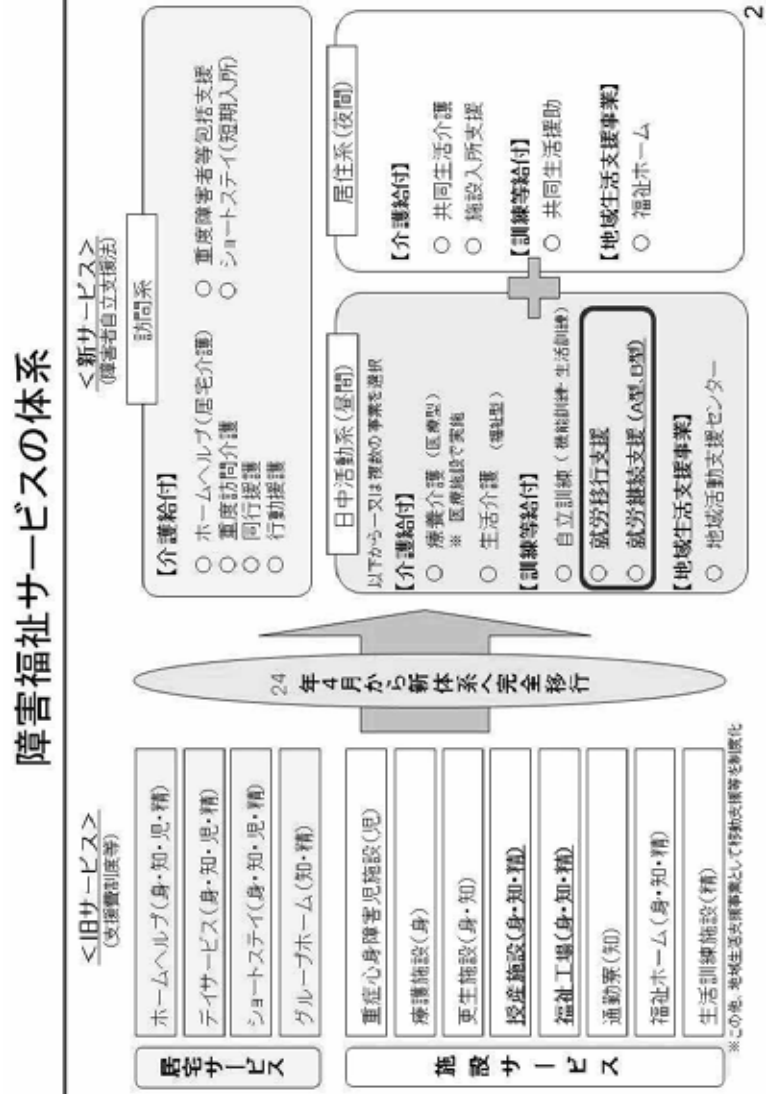 障害福祉サービスの体系
＜旧サービス＞
(支援費制度等)
居宅サービス
ホームヘルプ(身・知・児・精)
デイサービス(身・知・児・精)
ショートステイ(身・知・児・精)
グループホーム(知・精)
施設サービス
重症心身障害児施設(児)
療護施設(身)
更生施設(身・知)
授産施設(身・知・精)
福祉工場(身・知・精)
通勤寮(知)
福祉ホーム(身・知・精)
生活訓練施設(精)
※この他、地域生活支援事業として移動支援等を制度化
24年4月から新体系へ完全移行
＜新サービス＞
(障害者自立支援法)
訪問系
【介護給付】
○ ホームヘルプ(居宅介護)
○ 重度訪問介護
○ 同行援護
○ 行動援護
○ 重度障害者等包括支援
○ ショートステイ(短期入所)
日中活動系(昼間)
以下から一又は複数の事業を選択
【介護給付】
○ 療養介護 (医療型)
※ 医療施設で実施
○ 生活介護 (福祉型)
【訓練等給付】
○ 自立訓練( 機能訓練・生活訓練)
○ 就労移行支援
○ 就労継続支援(A型、B型)
【地域生活支援事業】
○ 地域活動支援センター
居住系(夜間)
【介護給付】
○ 共同生活介護
○ 施設入所支援
【訓練等給付】
○ 共同生活援助
【地域生活支援事業】
○ 福祉ホーム
2